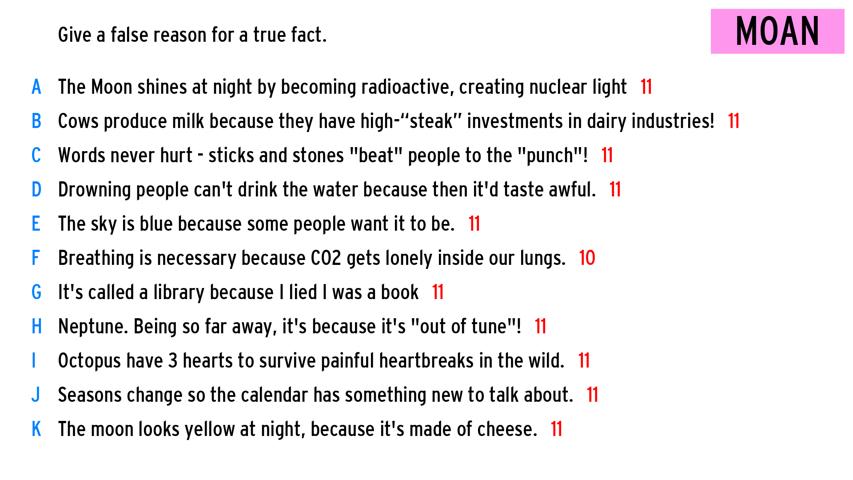 Give a false reason for a true fact.
MOAN
A The Moon shines at night by becoming radioactive, creating nuclear light 11
B Cows produce milk because they have high-“steak” investments in dairy industries! 11
C Words never hurt - sticks and stones "beat" people to the "punch"! 11
D Drowning people can't drink the water because then it'd taste awful. 11
E The sky is blue because some people want it to be. 11
F Breathing is necessary because CO2 gets lonely inside our lungs. 10
G It's called a library because I lied I was a book 11
H Neptune. Being so far away, it's because it's "out of tune"! 11
I Octopus have 3 hearts to survive painful heartbreaks in the wild. 11
J Seasons change so the calendar has something new to talk about. 11
K The moon looks yellow at night, because it's made of cheese. 11